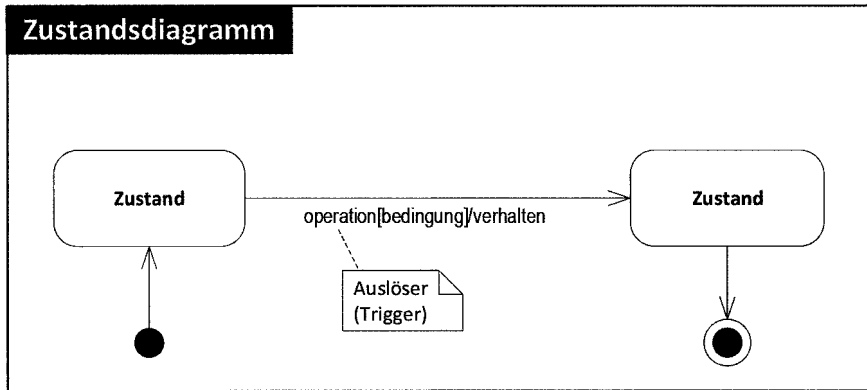 Zustandsdiagramm
Zustand
Zustand
operation[bedingung]/verhalten
Auslöser
(Trigger)